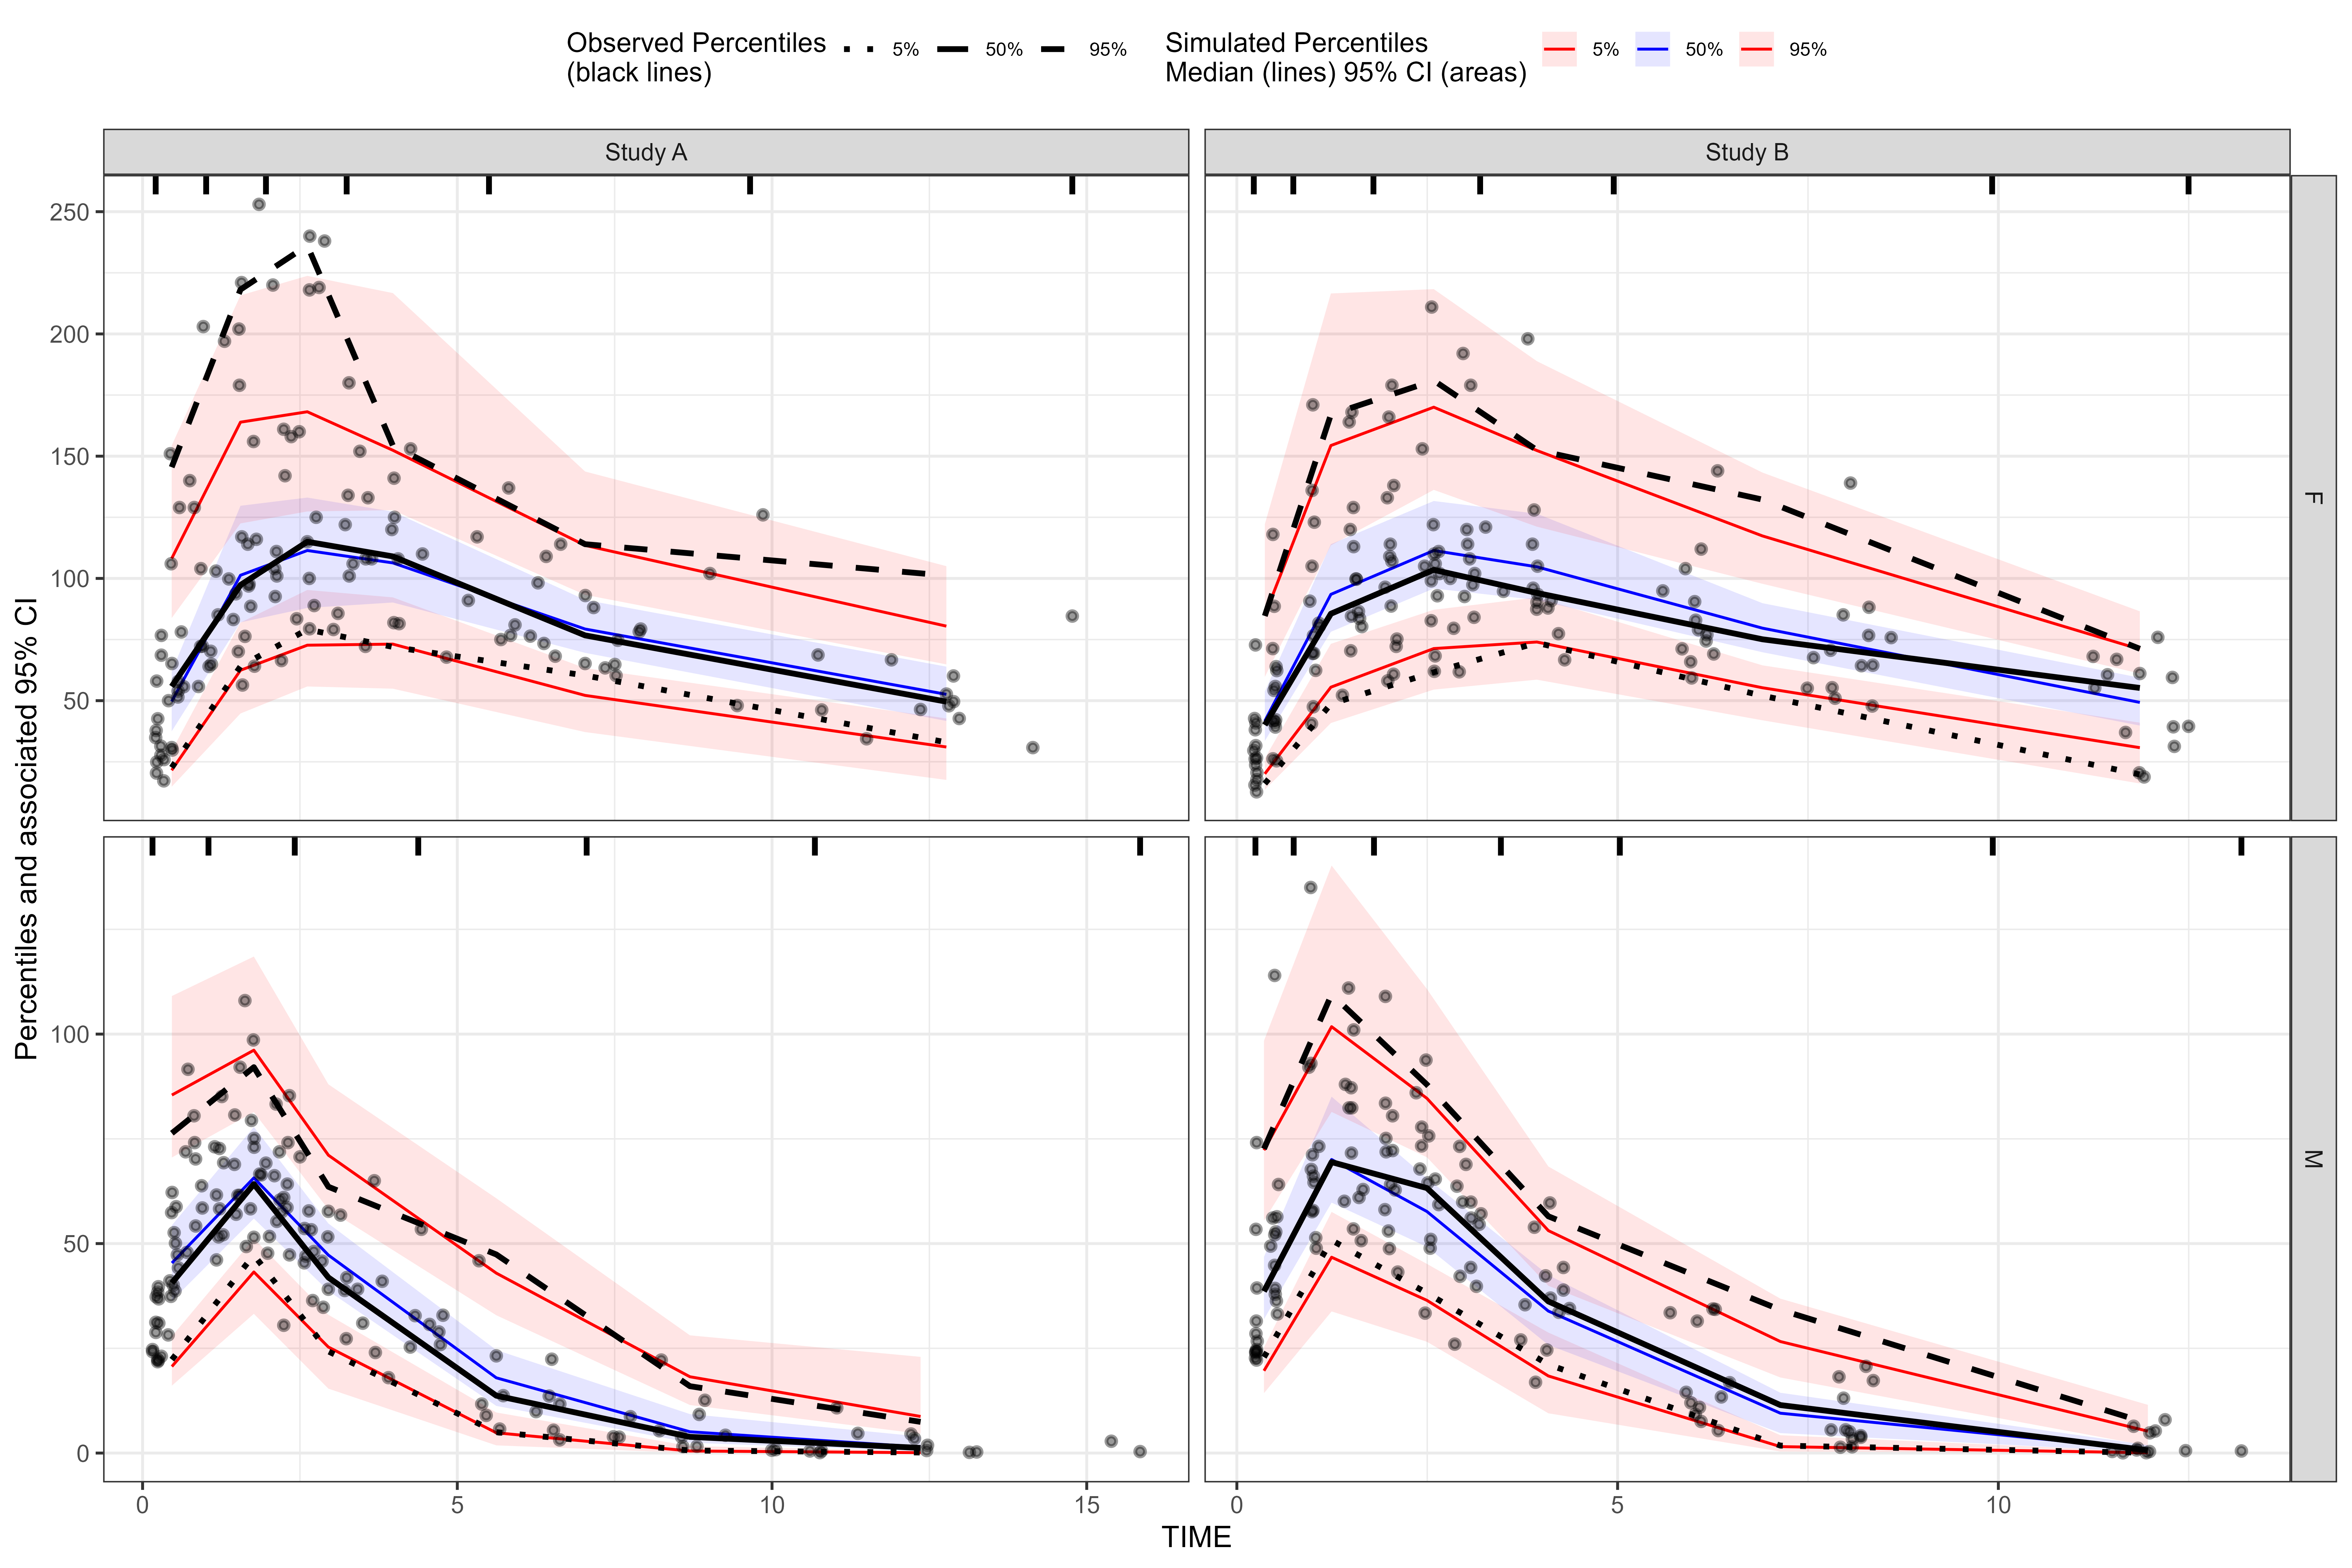 Observed Percentiles
(black lines)
5% 50% 95%
Simulated Percentiles
Median (lines) 95% CI (areas)
5% 50% 95%
Study A Study B
F
M
Percentiles and associated 95% CI
250
200
150
100
50
100
50
0
0 5 10 15 0 5 10
TIME